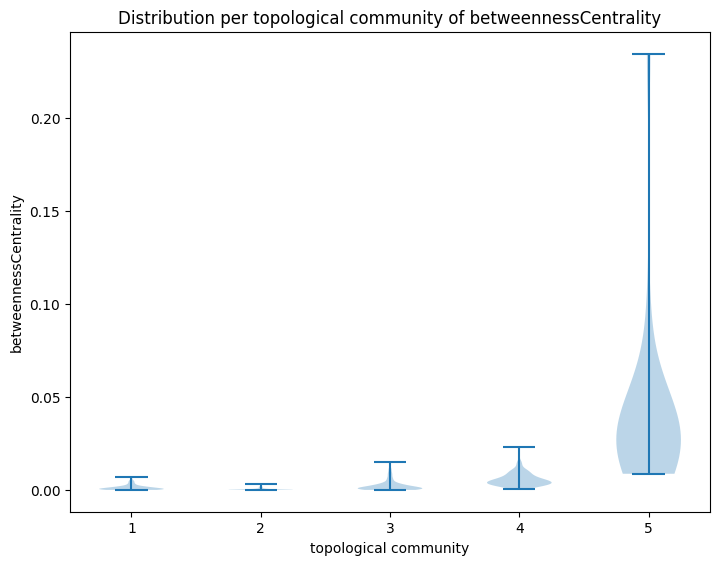 Distribution per topological community of betweennessCentrality
betweennessCentrality
0.20
0.15
0.10
0.05
0.00
1 2 3 4 5
topological community